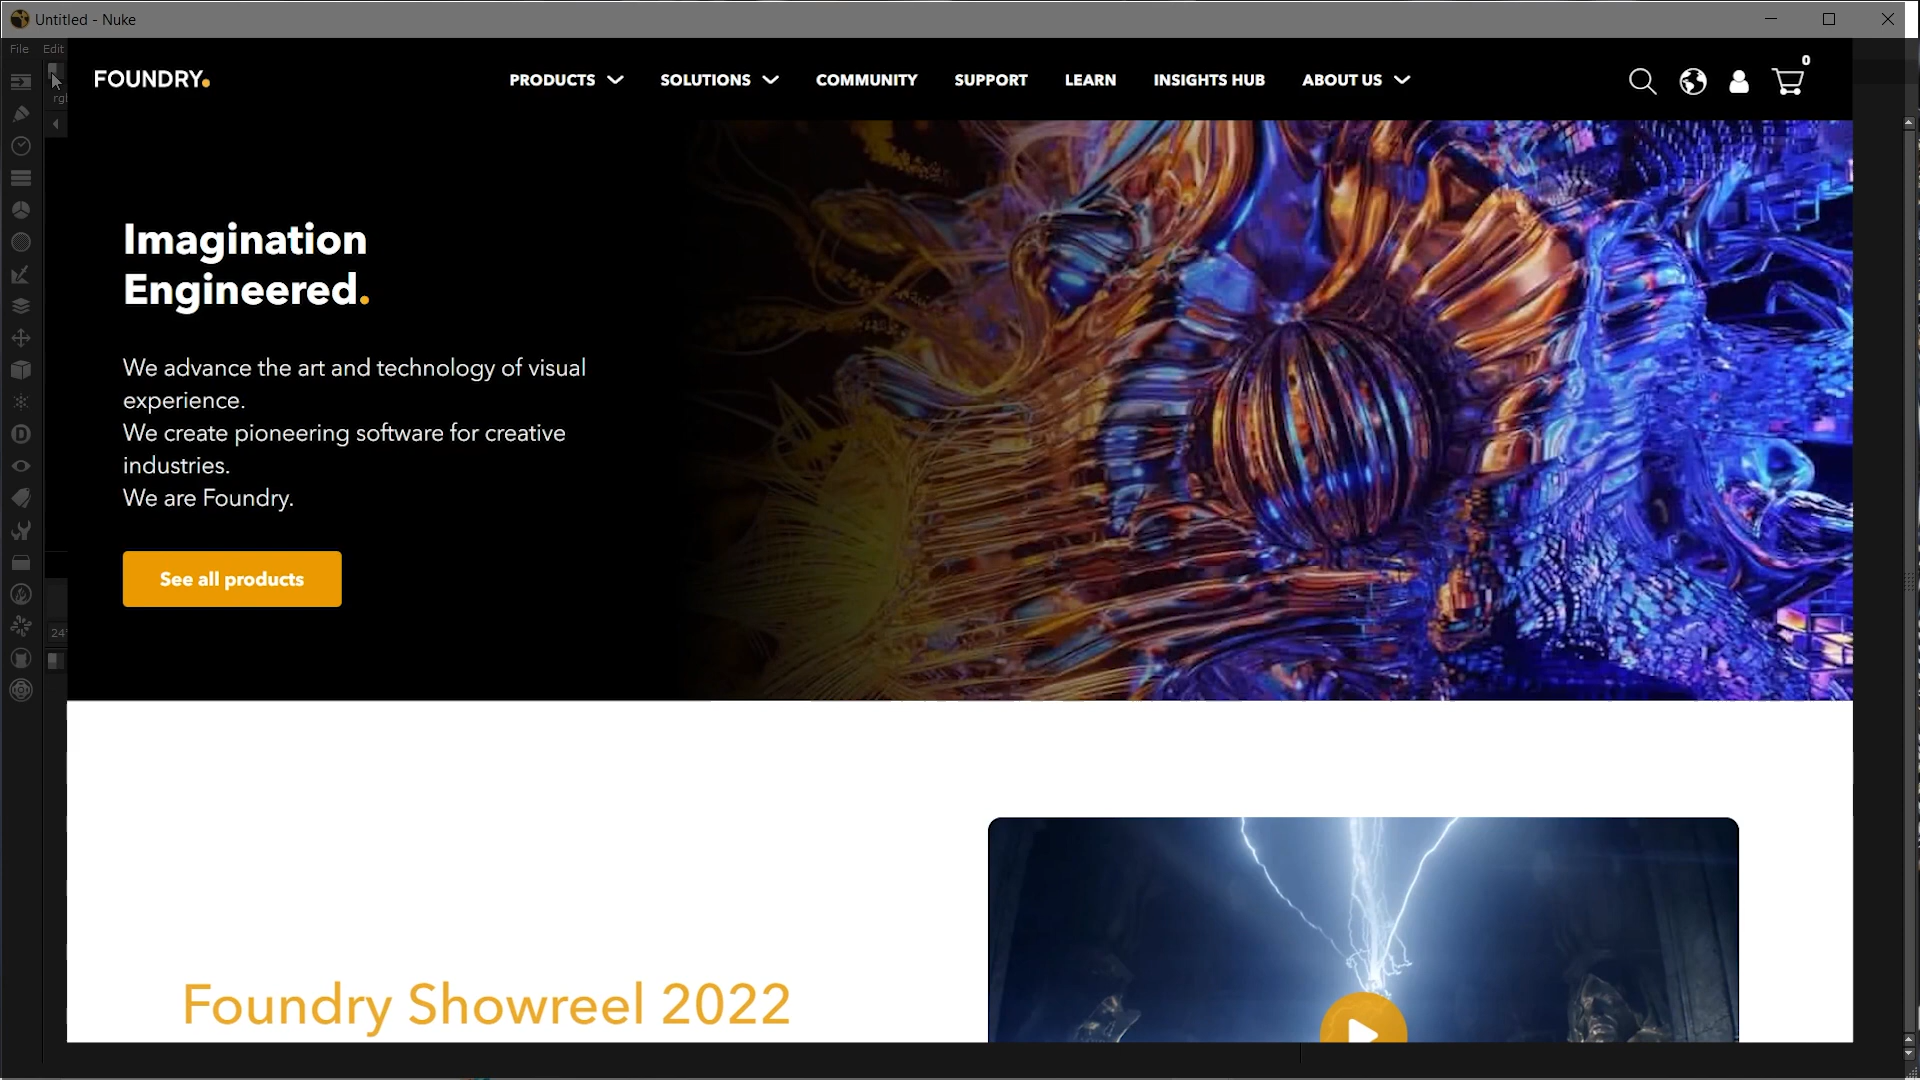 Untitled - Nuke
File Edit
FOUNDRY.
PRODUCTS SOLUTIONS COMMUNITY SUPPORT LEARN INSIGHTS HUB ABOUT US
0
Imagination
Engineered.
We advance the art and technology of visual
experience.
We create pioneering software for creative
industries.
We are Foundry.
See all products
24*
Foundry Showreel 2022